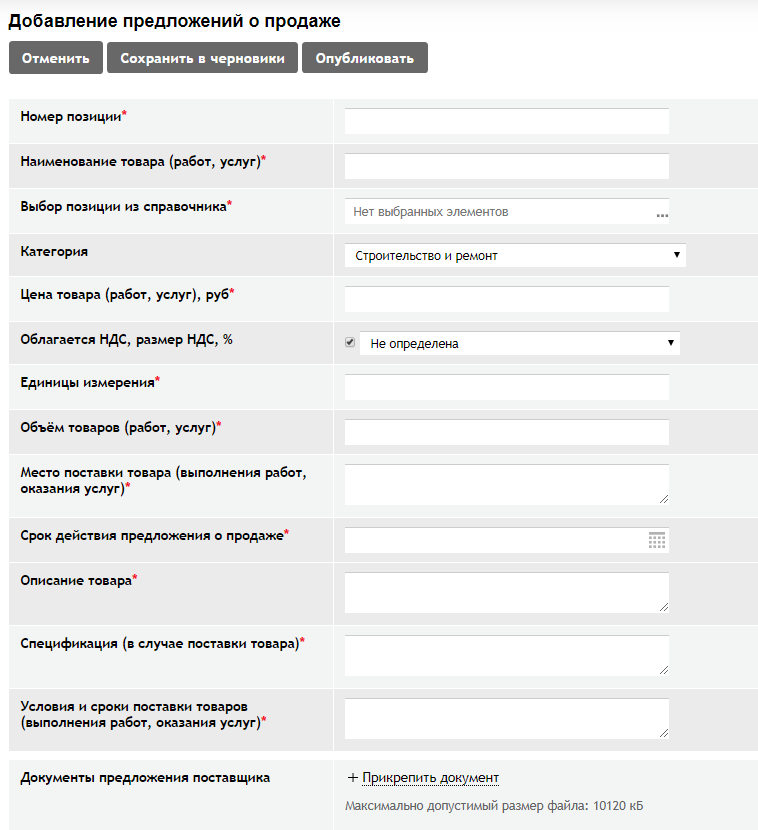 Добавление предложений о продаже
Отменить Сохранить в черновики Опубликовать
Номер позиции*
Наименование товара (работ, услуг)*
Выбор позиции из справочника* Нет выбранных элементов ...
Категория Строительство и ремонт
Цена товара (работ, услуг), руб*
Облагается НДС, размер НДС, % Не определена
Единицы измерения*
Объём товаров (работ, услуг)*
Место поставки товара (выполнения работ,
оказания услуг)*
Срок действия предложения о продаже*
Описание товара*
Спецификация (в случае поставки товара)*
Условия и сроки поставки товаров
(выполнения работ, оказания услуг)*
Документы предложения поставщика + Прикрепить документ
Максимально допустимый размер файла: 10120 кБ